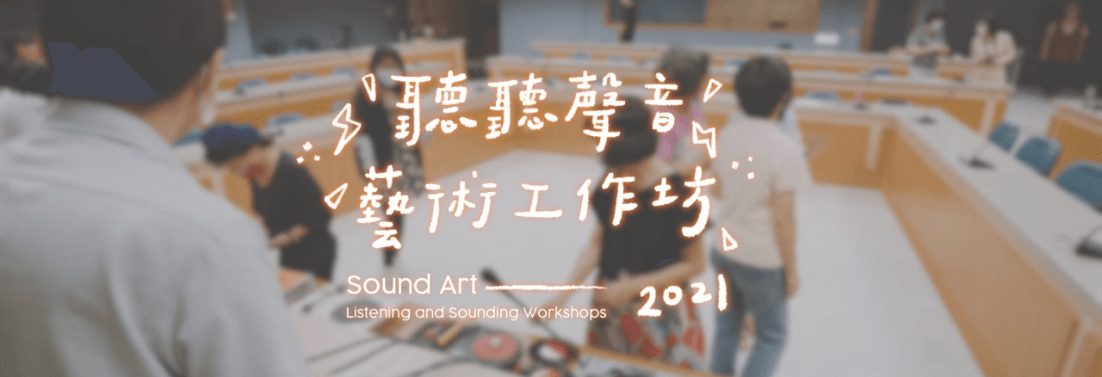 聽聽聲音
藝術工作坊
Sound Art
Listening and Sounding Workshops
2021